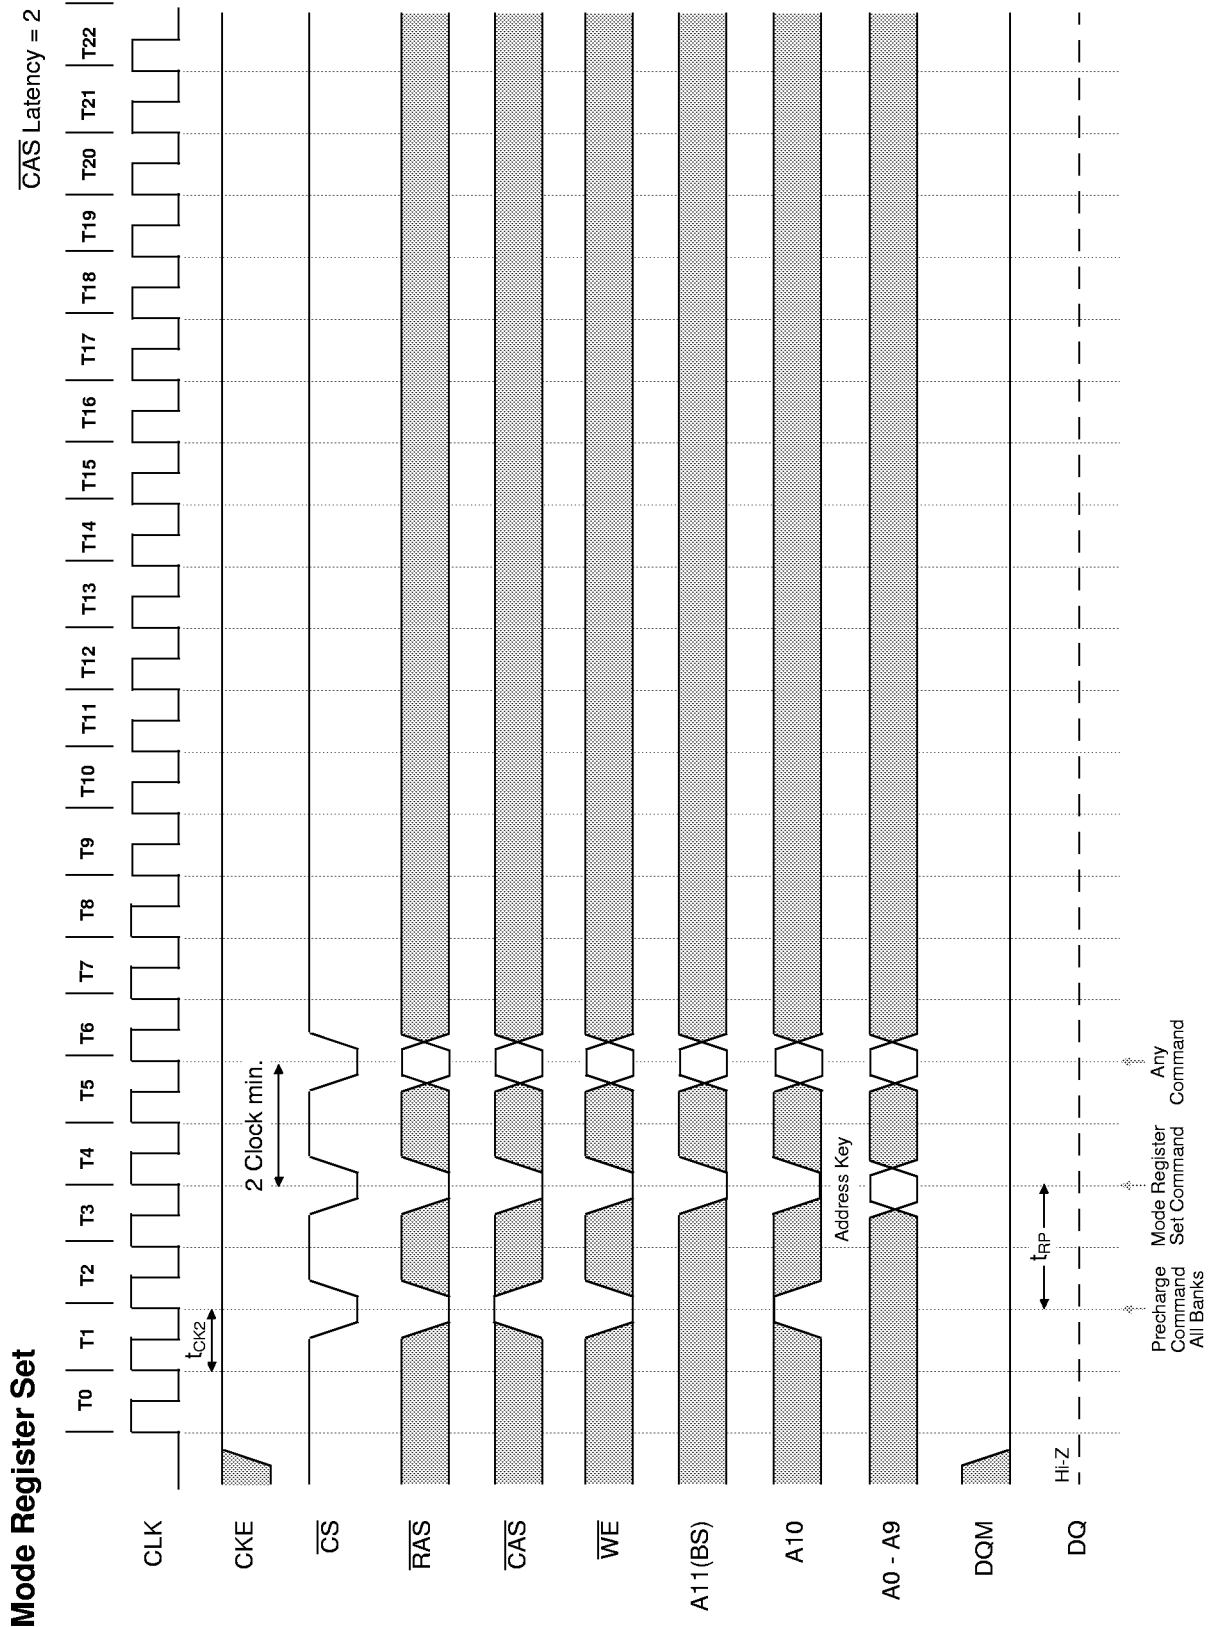 Mode Register Set
CAS Latency = 2
T0 T1 T2 T3 T4 T5 T6 T7 T8 T9 T10 T11 T12 T13 T14 T15 T16 T17 T18 T19 T20 T21 T22
CLK
tCK2
CKE
2 Clock min.
CS
RAS
CAS
WE
A11(BS)
A10
Address Key
A0 - A9
DQM
tRP
Hi-Z
DQ
Precharge
Command
All Banks
Mode Register
Set Command
Any
Command